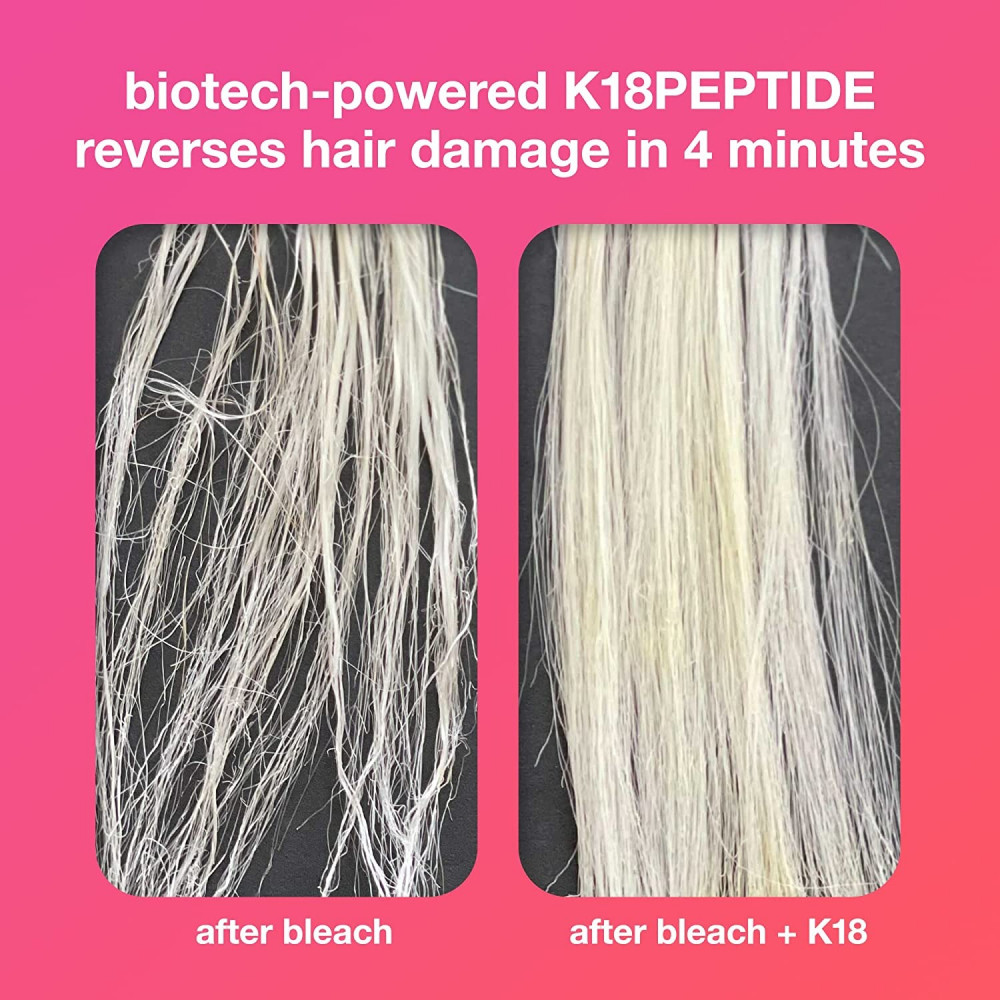 biotech-powered K18PEPTIDE
reverses hair damage in 4 minutes
after bleach
after bleach + K18